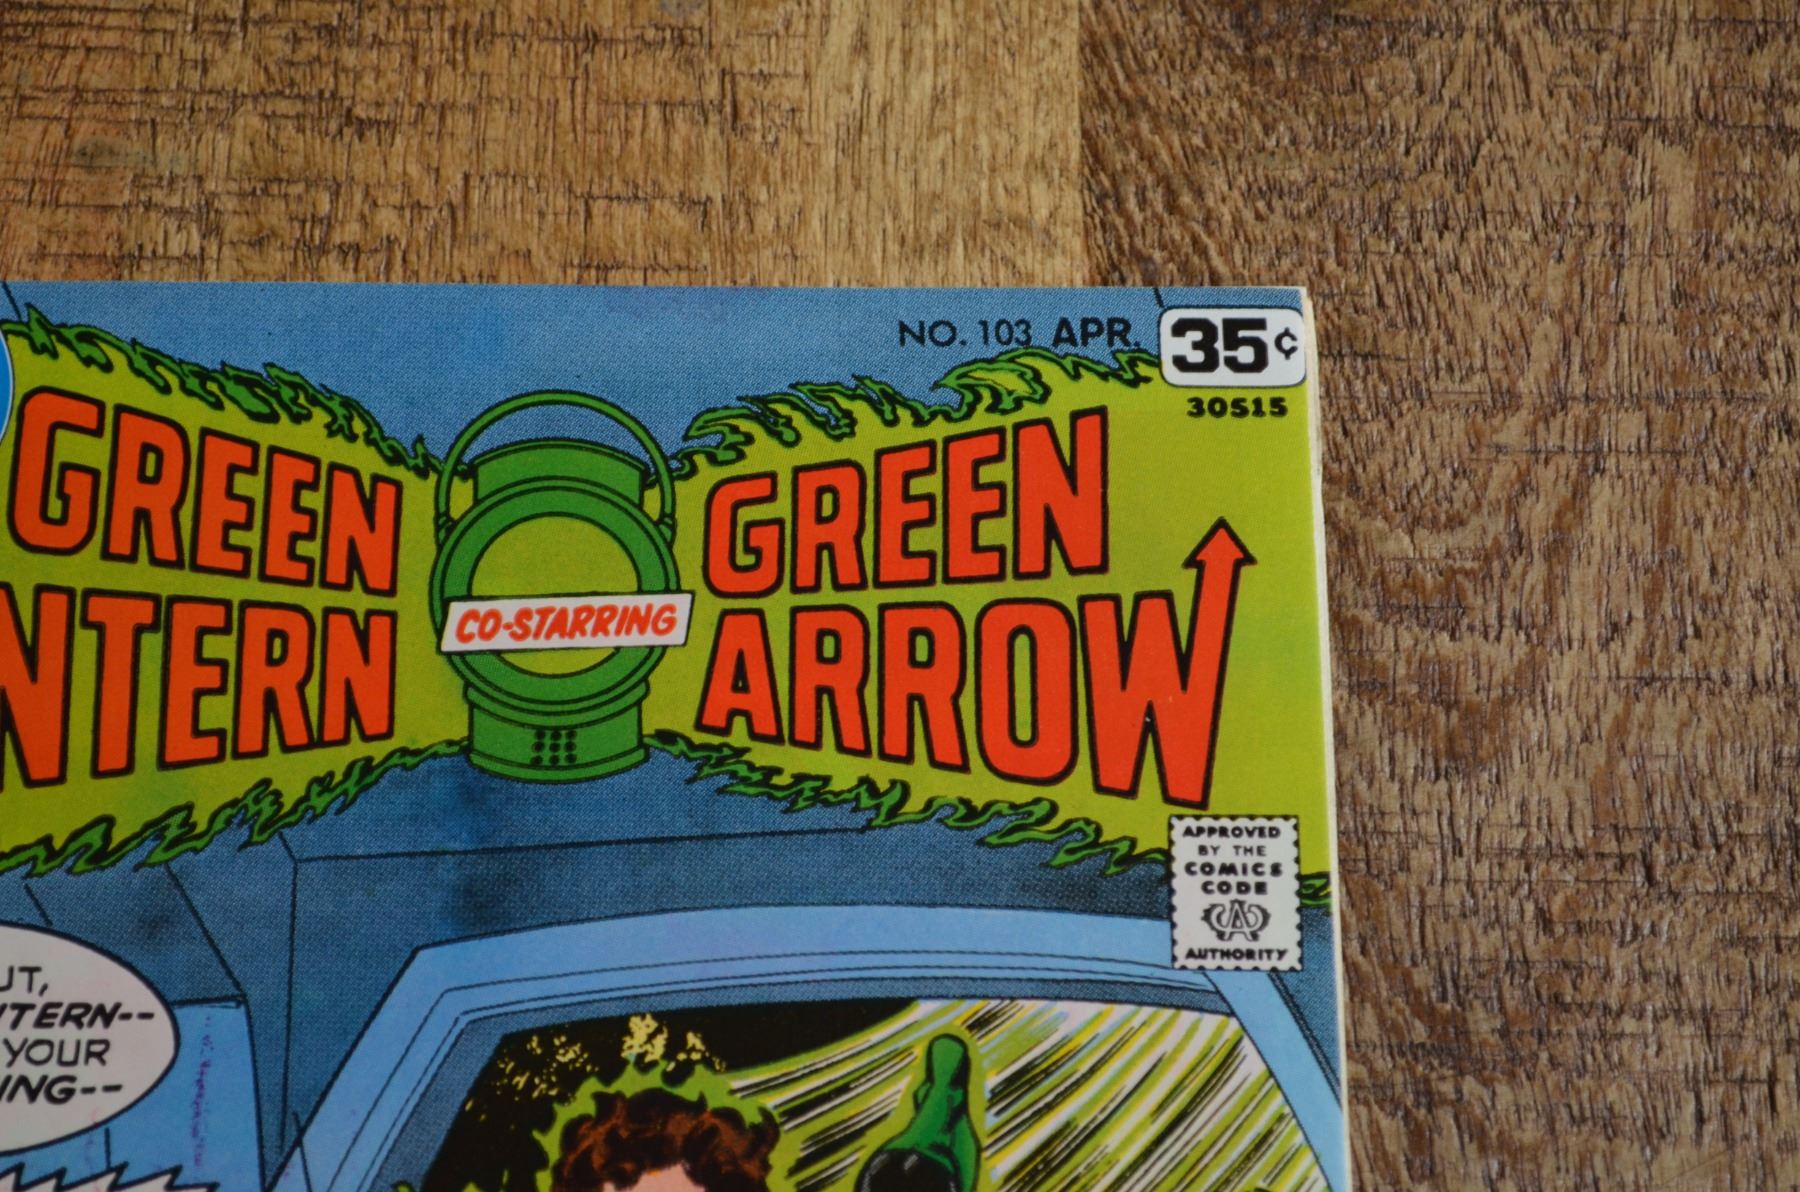 NO. 103 APR.
35¢
30515
GREEN
NTERN
CO-STARRING
GREEN
ARROW
APPROVED
BY THE
COMICS
CODE
CAA
AUTHORITY
UT,
TERN--
YOUR
ING--